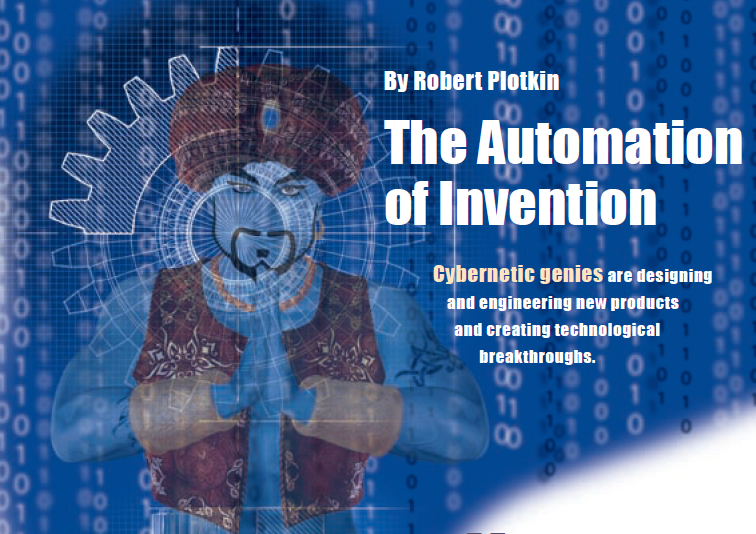 By Robert Plotkin
The Automation
of Invention
Cybernetic genies are designing
and engineering new products
and creating technological
breakthroughs.